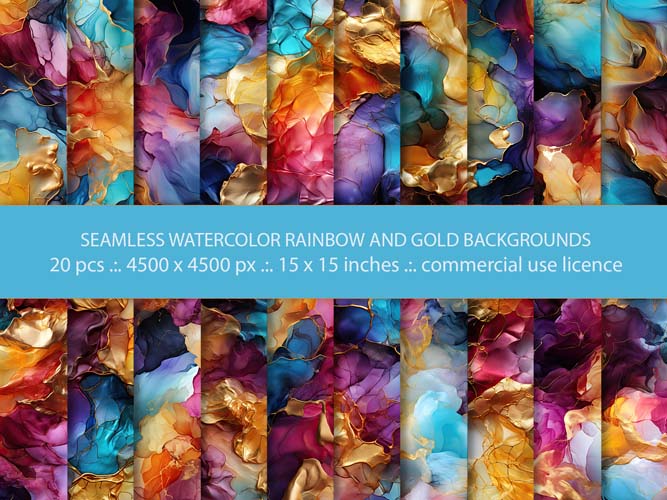 SEAMLESS WATERCOLOR RAINBOW AND GOLD BACKGROUNDS
20 pcs .:. 4500 x 4500 px .:. 15 x 15 inches .:. commercial use licence